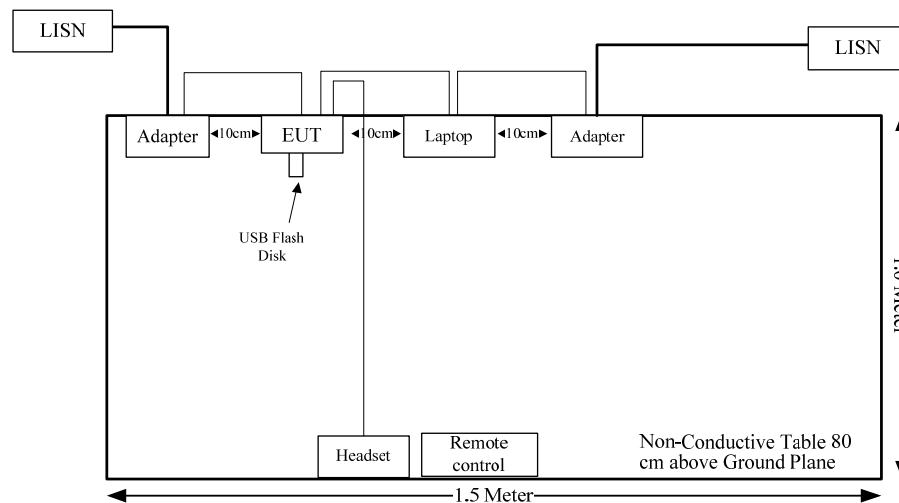 LISN
LISN
Adapter
10cm
EUT
10cm
Laptop
10cm
Adapter
USB Flash
Disk
Headset
Remote
control
Non-Conductive Table 80
cm above Ground Plane
1.5 Meter